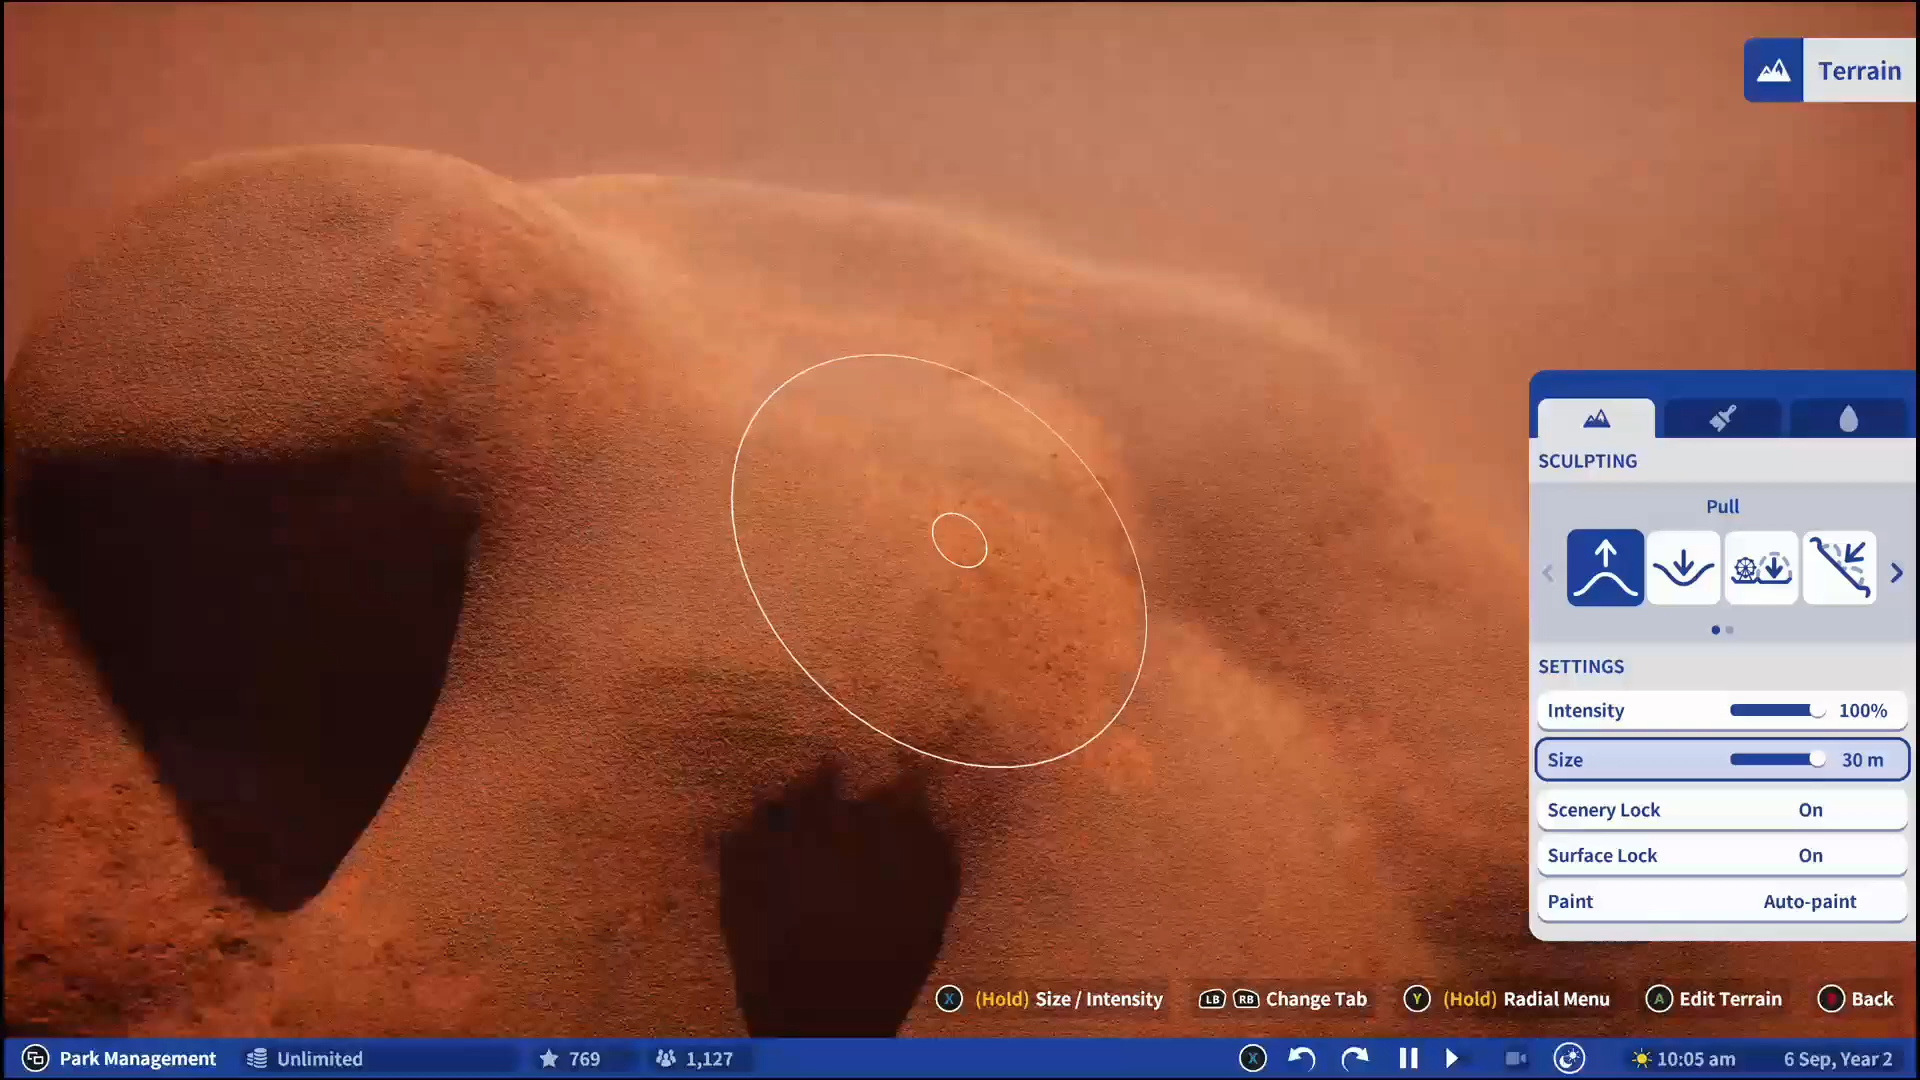 Terrain
SCULPTING
Pull
SETTINGS
Intensity 100%
Size 30 m
Scenery Lock On
Surface Lock On
Paint Auto-paint
X (Hold) Size / Intensity LB RB Change Tab Y (Hold) Radial Menu A Edit Terrain Back
Park Management Unlimited 769 1,127 X 10:05 am 6 Sep, Year 2